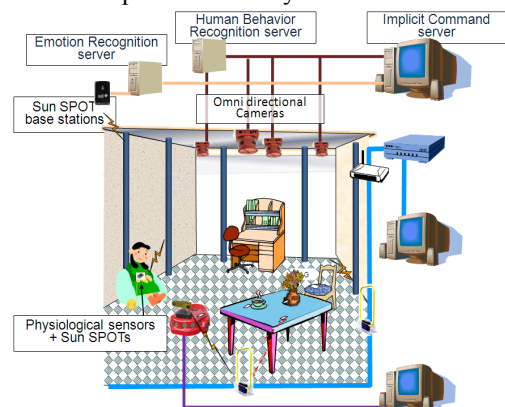 Human Behavior
Recognition server
Implicit Command
server
Emotion Recognition
server
Sun SPOT
base stations
Omni directional
Cameras
Physiological sensors
+ Sun SPOTs